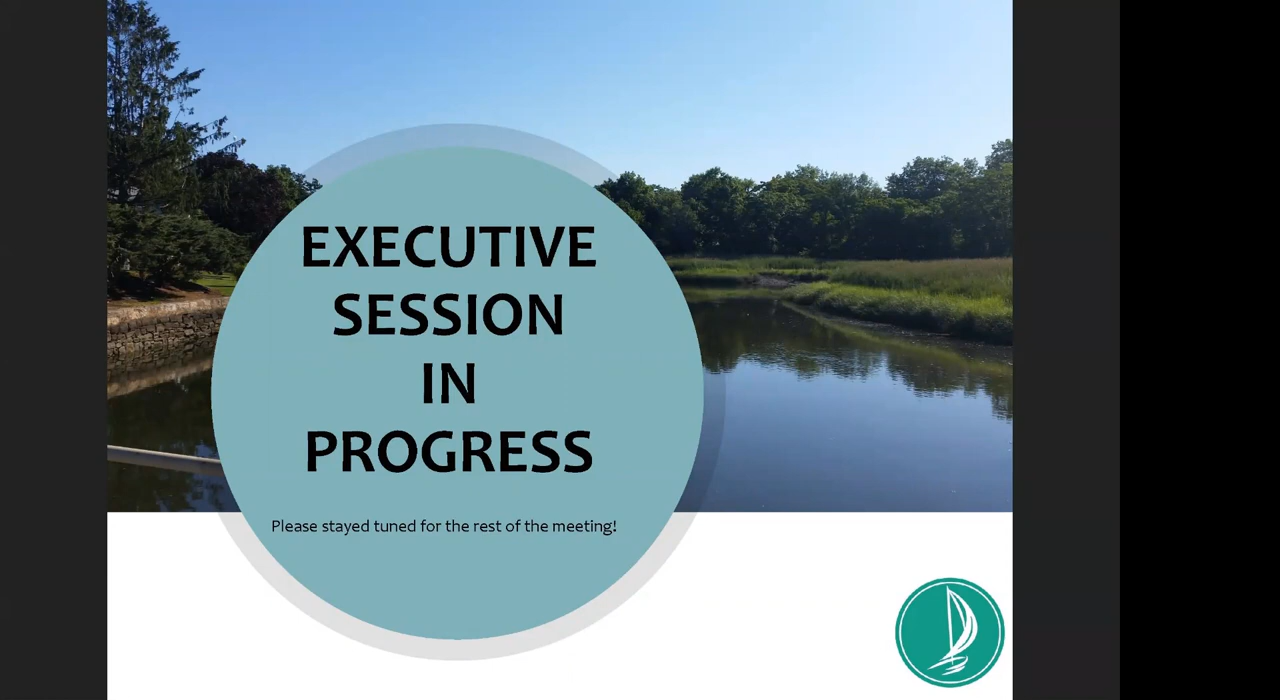 EXECUTIVE
SESSION
IN
PROGRESS
Please stayed tuned for the rest of the meeting!